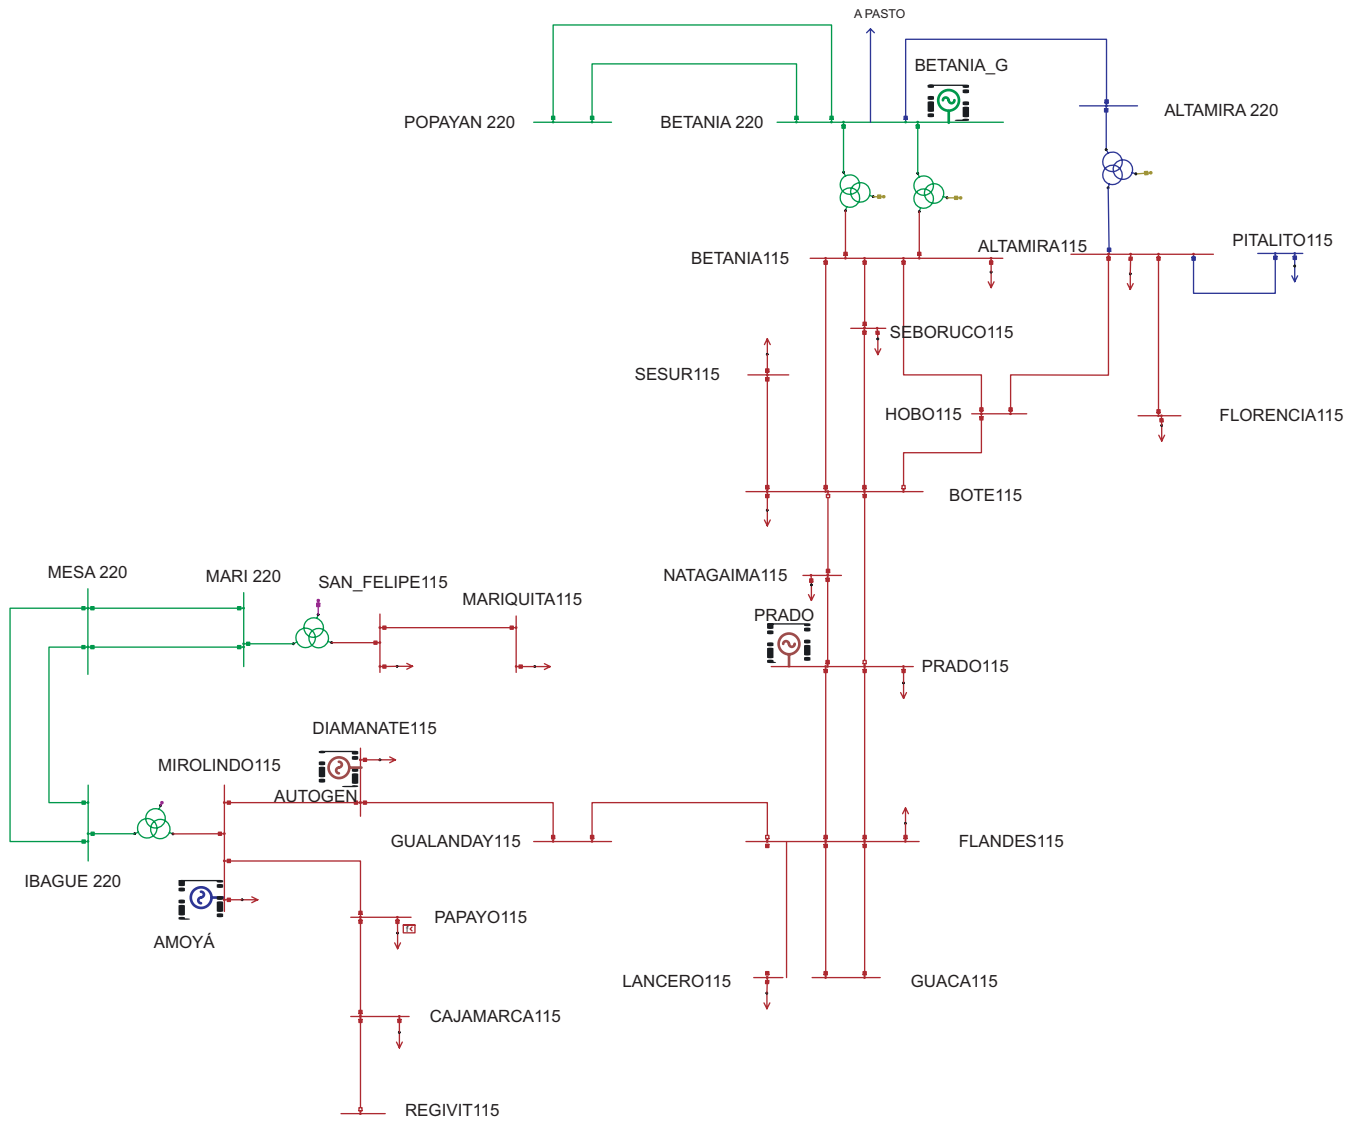 A PASTO
BETANIA_G
POPAYAN 220
BETANIA 220
ALTAMIRA 220
BETANIA115
ALTAMIRA115
PITALITO115
SEBORUCO115
SESUR115
HOBO115
FLORENCIA115
BOTE115
MESA 220
MARI 220
SAN_FELIPE115
NATAGAIMA115
MARIQUITA115
PRADO
PRADO115
DIAMANATE115
MIROLINDO115
AUTOGEN
GUALANDAY115
FLANDES115
IBAGUE 220
PAPAYO115
AMOYÁ
LANCERO115
GUACA115
CAJAMARCA115
REGIVIT115